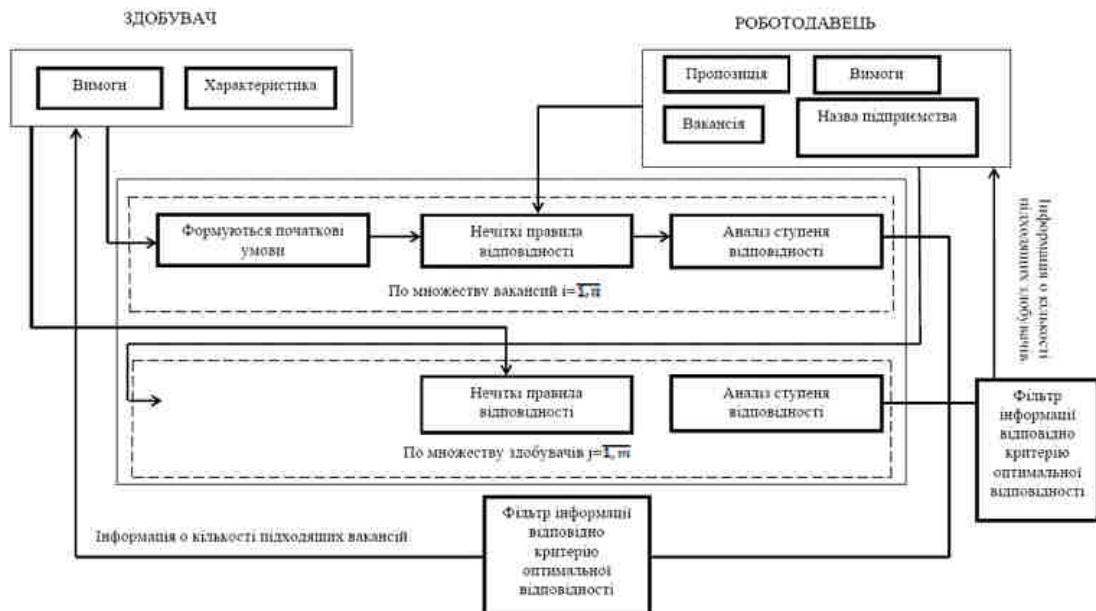 ЗДОБУВАЧ
РОБОТОДАВЕЦЬ
Вимоги
Характеристика
Пропозиція
Вимоги
Вакансія
Назва підприємства
Формуються початкові
умови
Нечіткі правила
відповідності
Аналіз ступеня
відповідності
По множеству вакансий i=1, n
Нечіткі правила
відповідності
Аналіз ступеня
відповідності
По множеству здобувачів j=1, m
Інформація о кількості
підходящих здобувачів
Фільтр
інформації
відповідно
критерію
оптимальної
відповідності
Інформація о кількості підходящих вакансій
Фільтр інформації
відповідно
критерію
оптимальної
відповідності